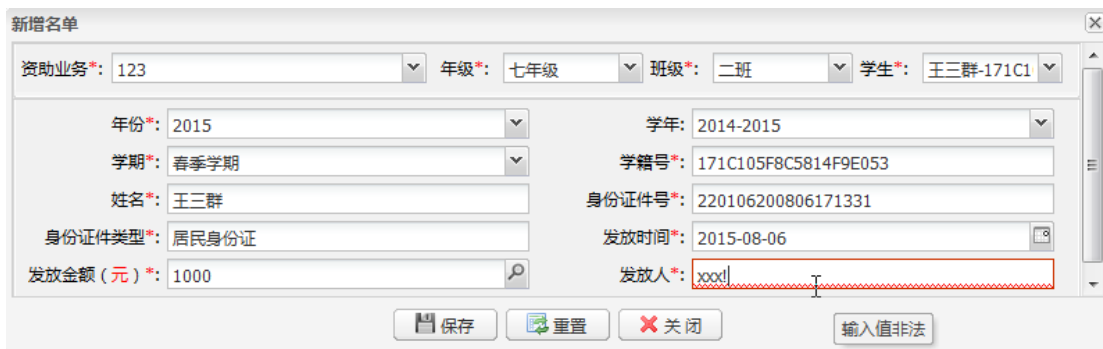 新增名单
资助业务*: 123 年级*: 七年级 班级*: 二班 学生*: 王三群-171C1
年份*: 2015 学年: 2014-2015
学期*: 春季学期 学籍号*: 171C105F8C5814F9E053
姓名*: 王三群 身份证件号*: 220106200806171331
身份证件类型*: 居民身份证 发放时间*: 2015-08-06
发放金额(元)*: 1000 发放人*: xxx!
保存 重置 关闭 输入值非法